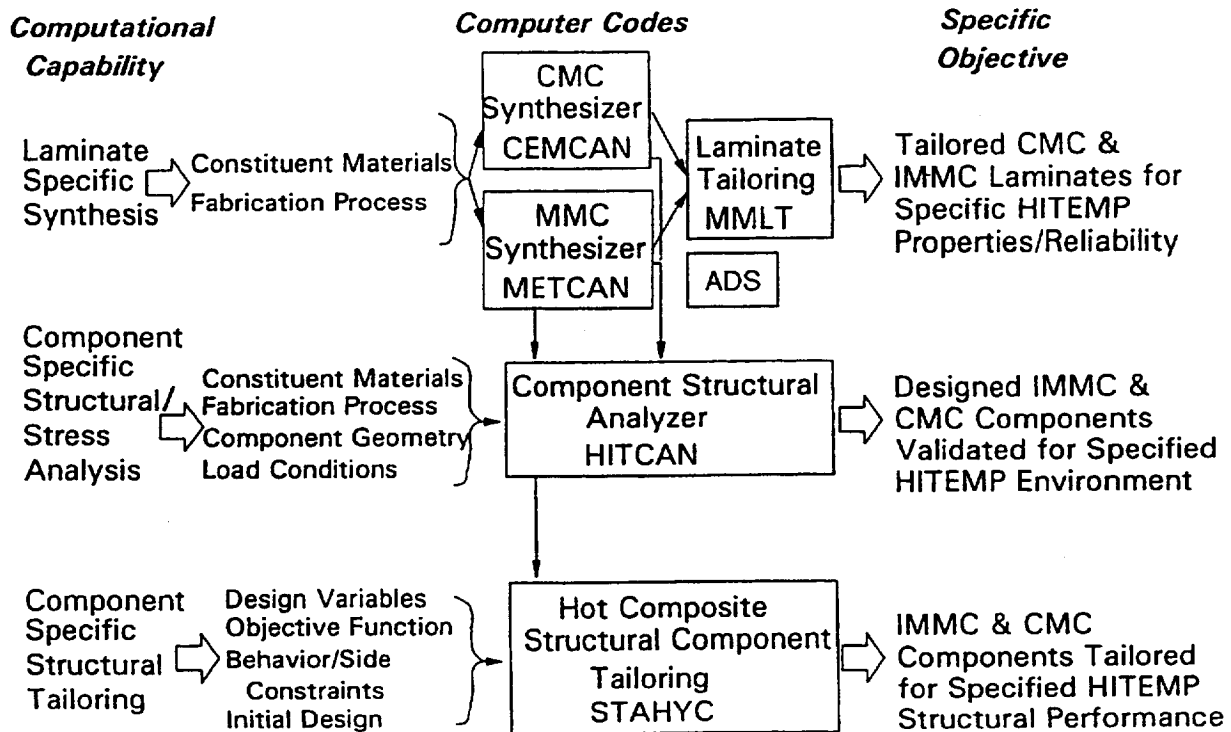 Computational
Capability
Computer Codes
Specific
Objective
Laminate
Specific
Synthesis
Constituent Materials
Fabrication Process
CMC
Synthesizer
CEMCAN
MMC
Synthesizer
METCAN
Laminate
Tailoring
MMLT
ADS
Tailored CMC &
IMMC Laminates for
Specific HITEMP
Properties/Reliability
Component
Specific
Structural/
Stress
Analysis
Constituent Materials
Fabrication Process
Component Geometry
Load Conditions
Component Structural
Analyzer
HITCAN
Designed IMMC &
CMC Components
Validated for Specified
HITEMP Environment
Component
Specific
Structural
Tailoring
Design Variables
Objective Function
Behavior/Side
Constraints
Initial Design
Hot Composite
Structural Component
Tailoring
STAHYC
IMMC & CMC
Components Tailored
for Specified HITEMP
Structural Performance